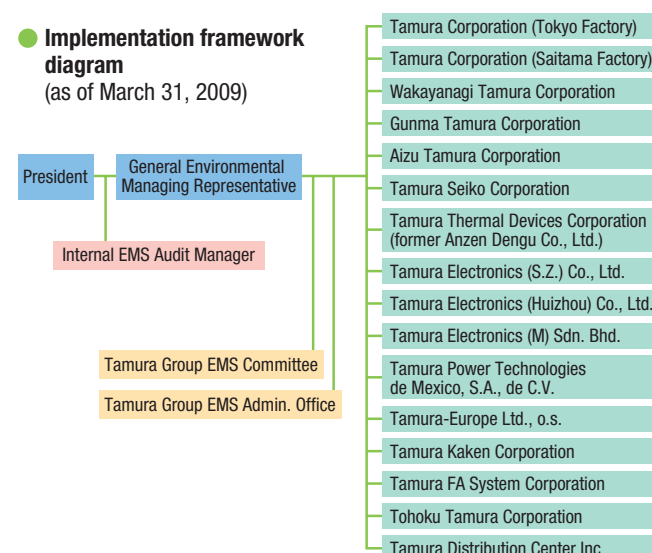 Implementation framework
diagram
(as of March 31, 2009)
President
General Environmental
Managing Representative
Internal EMS Audit Manager
Tamura Group EMS Committee
Tamura Group EMS Admin. Office
Tamura Corporation (Tokyo Factory)
Tamura Corporation (Saitama Factory)
Wakayanagi Tamura Corporation
Gunma Tamura Corporation
Aizu Tamura Corporation
Tamura Seiko Corporation
Tamura Thermal Devices Corporation
(former Anzen Dengu Co., Ltd.)
Tamura Electronics (S.Z.) Co., Ltd.
Tamura Electronics (Huizhou) Co., Ltd.
Tamura Electronics (M) Sdn. Bhd.
Tamura Power Technologies
de Mexico, S.A., de C.V.
Tamura-Europe Ltd., o.s.
Tamura Kaken Corporation
Tamura FA System Corporation
Tohoku Tamura Corporation
Tamura Distribution Center Inc